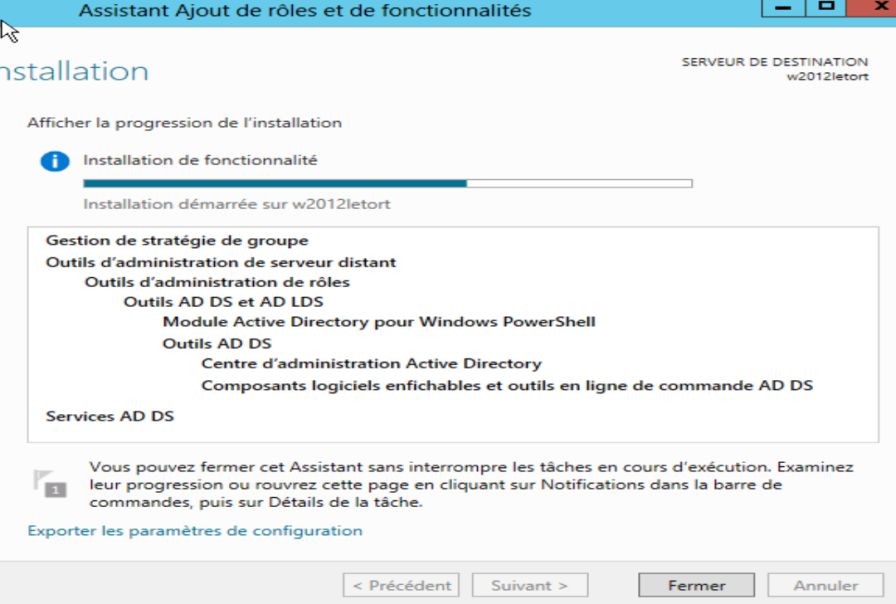 Assistant Ajout de rôles et de fonctionnalités
nstallation
SERVEUR DE DESTINATION
w2012letort
Afficher la progression de l'installation
Installation de fonctionnalité
Installation démarrée sur w2012letort
Gestion de stratégie de groupe
Outils d'administration de serveur distant
Outils d'administration de rôles
Outils AD DS et AD LDS
Module Active Directory pour Windows PowerShell
Outils AD DS
Centre d'administration Active Directory
Composants logiciels enfichables et outils en ligne de commande AD DS
Services AD DS
1
Vous pouvez fermer cet Assistant sans interrompre les tâches en cours d'exécution. Examinez
leur progression ou rouvrez cette page en cliquant sur Notifications dans la barre de
commandes, puis sur Détails de la tâche.
Exporter les paramètres de configuration
< Précédent
Suivant >
Fermer
Annuler